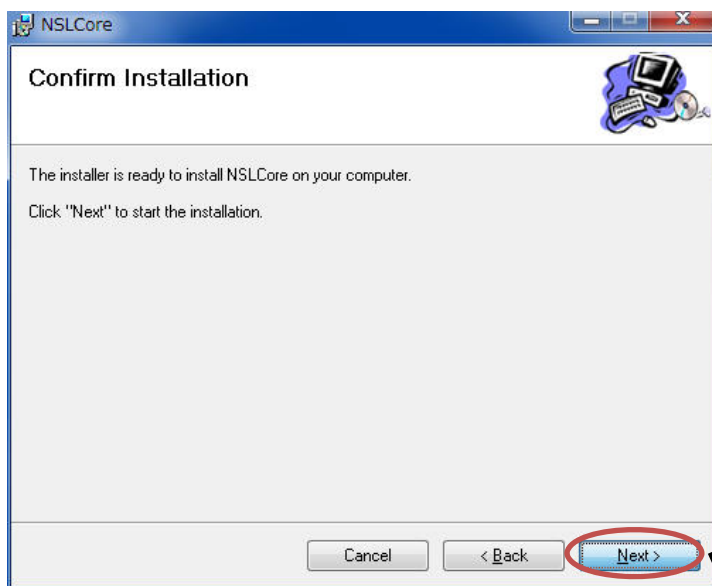 NSLCore
Confirm Installation
The installer is ready to install NSLCore on your computer.
Click "Next" to start the installation.
Cancel
< Back
Next >